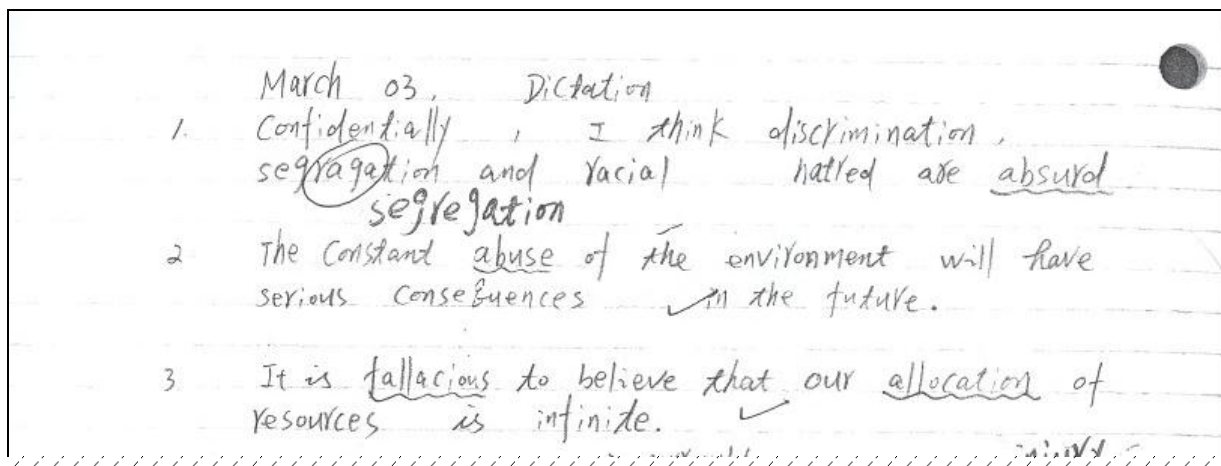 March 03, Dictation
1. Confidentially, I think discrimination,
segragation and racial hatred are absurd.
segregation
2 The constant abuse of the environment will have
serious consequences in the future.
3 It is fallacious to believe that our allocation of
resources is infinite.